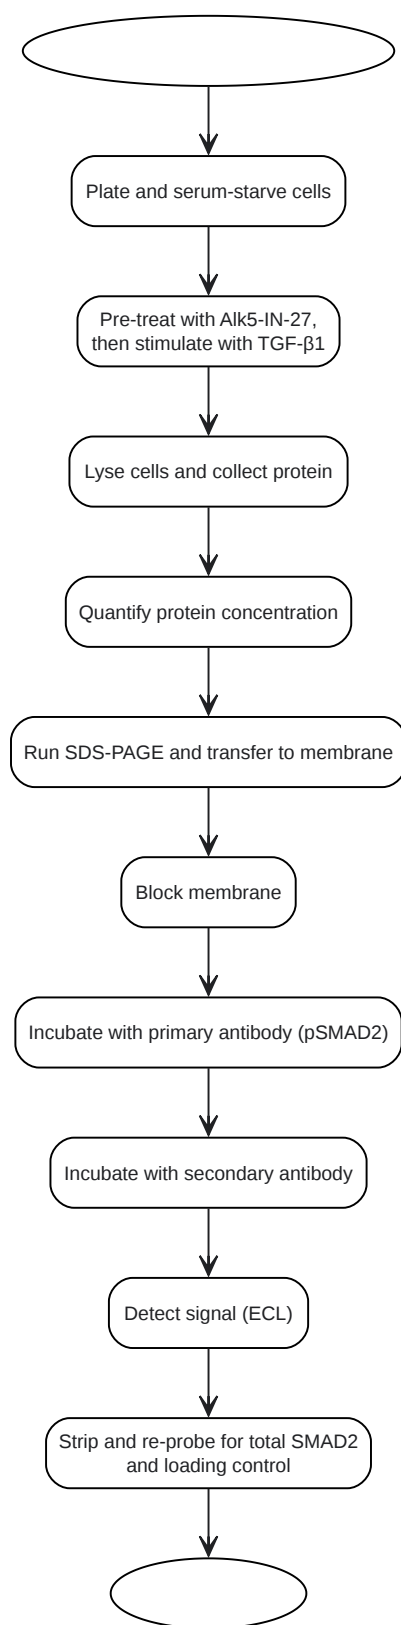 Plate and serum-starve cells
Pre-treat with Alk5-IN-27,
then stimulate with TGF-β1
Lyse cells and collect protein
Quantify protein concentration
Run SDS-PAGE and transfer to membrane
Block membrane
Incubate with primary antibody (pSMAD2)
Incubate with secondary antibody
Detect signal (ECL)
Strip and re-probe for total SMAD2
and loading control